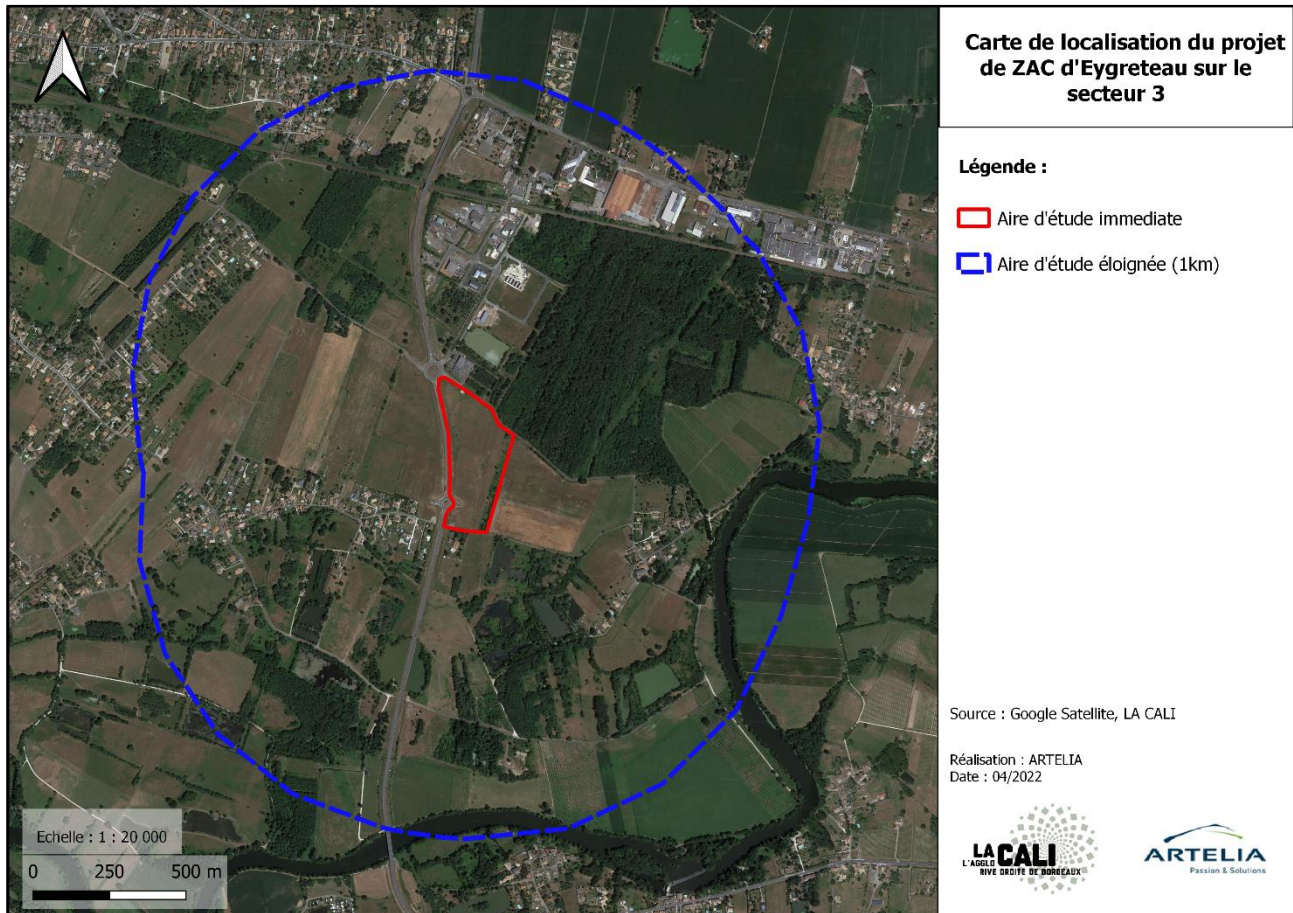 Carte de localisation du projet
de ZAC d'Eygreteau sur le
secteur 3
Légende :
Aire d'étude immediate
Aire d'étude éloignée (1km)
Source : Google Satellite, LA CALI
Réalisation : ARTELIA
Date : 04/2022
LA CALI
L'AGGLO
RIVE DROITE DE BORDEAUX
ARTELIA
Passion & Solutions
Echelle : 1 : 20 000
0 250 500 m